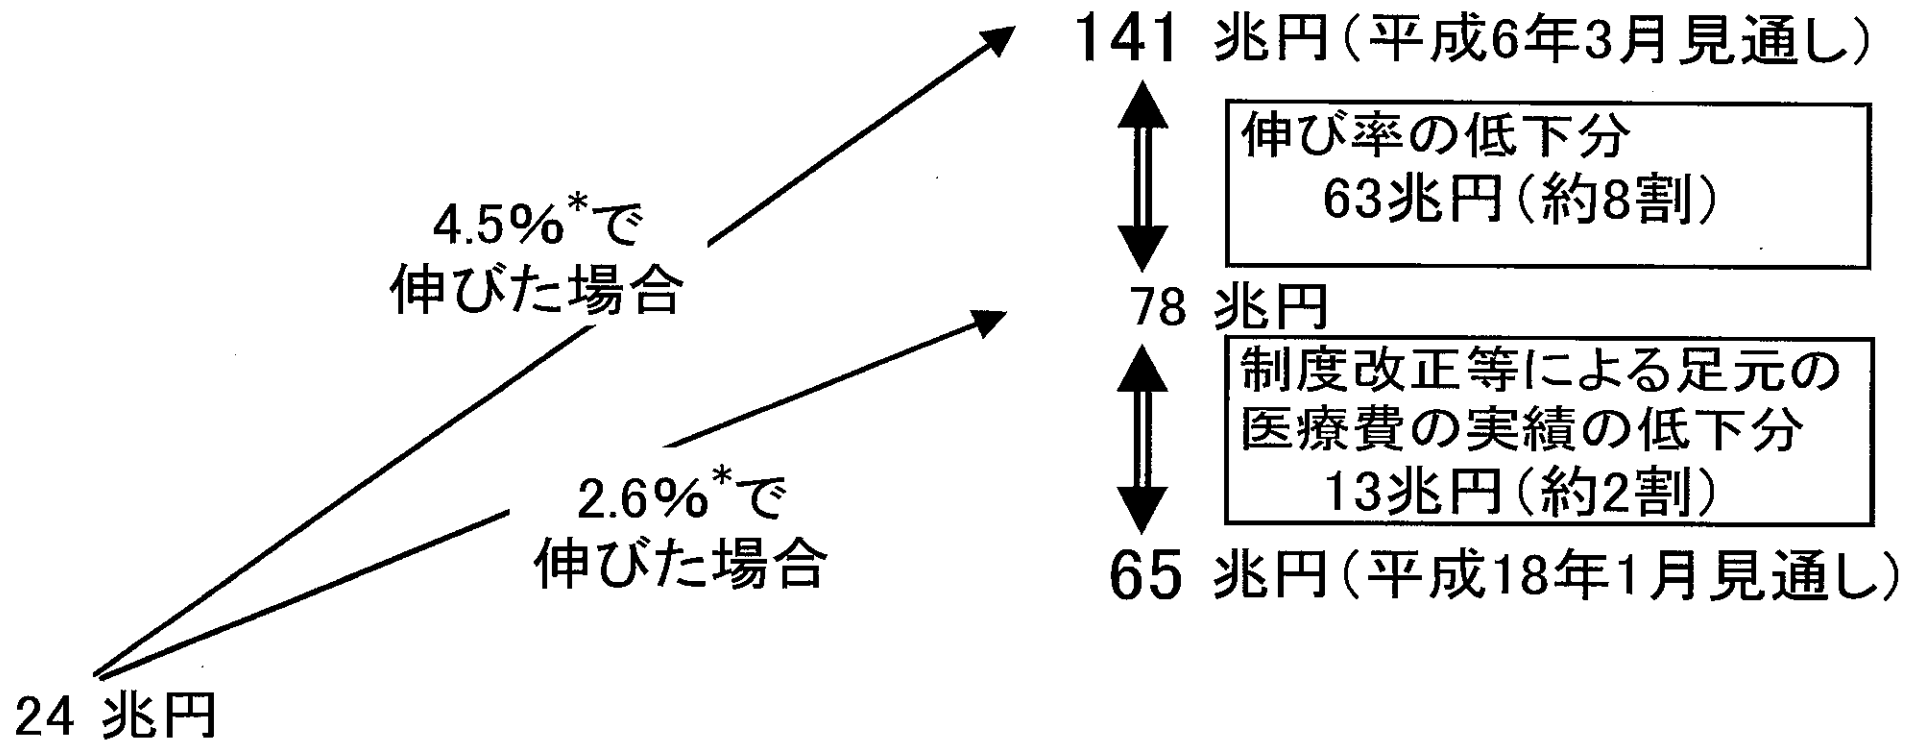 141 兆円(平成6年3月見通し)
伸び率の低下分
63兆円(約8割)
4.5%*で
伸びた場合
78 兆円
制度改正等による足元の
医療費の実績の低下分
13兆円(約2割)
2.6%*で
伸びた場合
65 兆円(平成18年1月見通し)
24 兆円